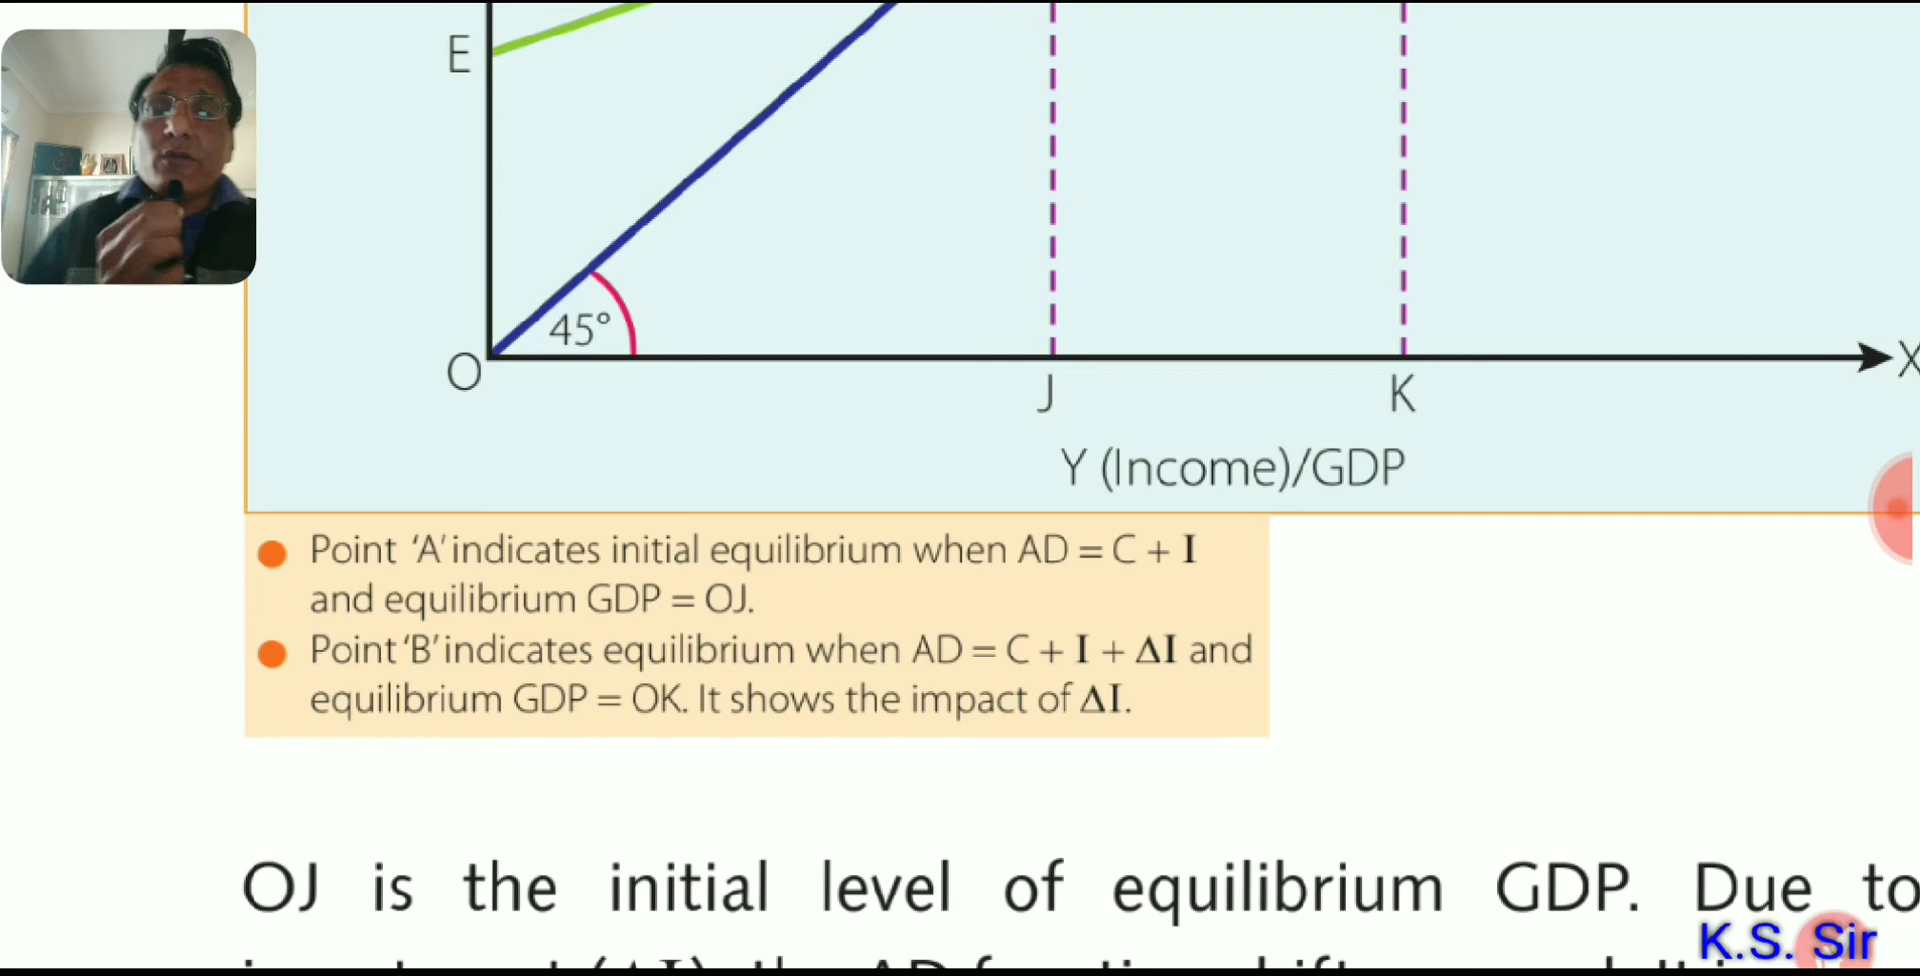 E
45°
O
J
K
X
Y (Income)/GDP
Point ‘A’ indicates initial equilibrium when AD = C + I
and equilibrium GDP = OJ.
Point ‘B’ indicates equilibrium when AD = C + I + ΔI and
equilibrium GDP = OK. It shows the impact of ΔI.
OJ is the initial level of equilibrium GDP. Due to
K.S. Sir